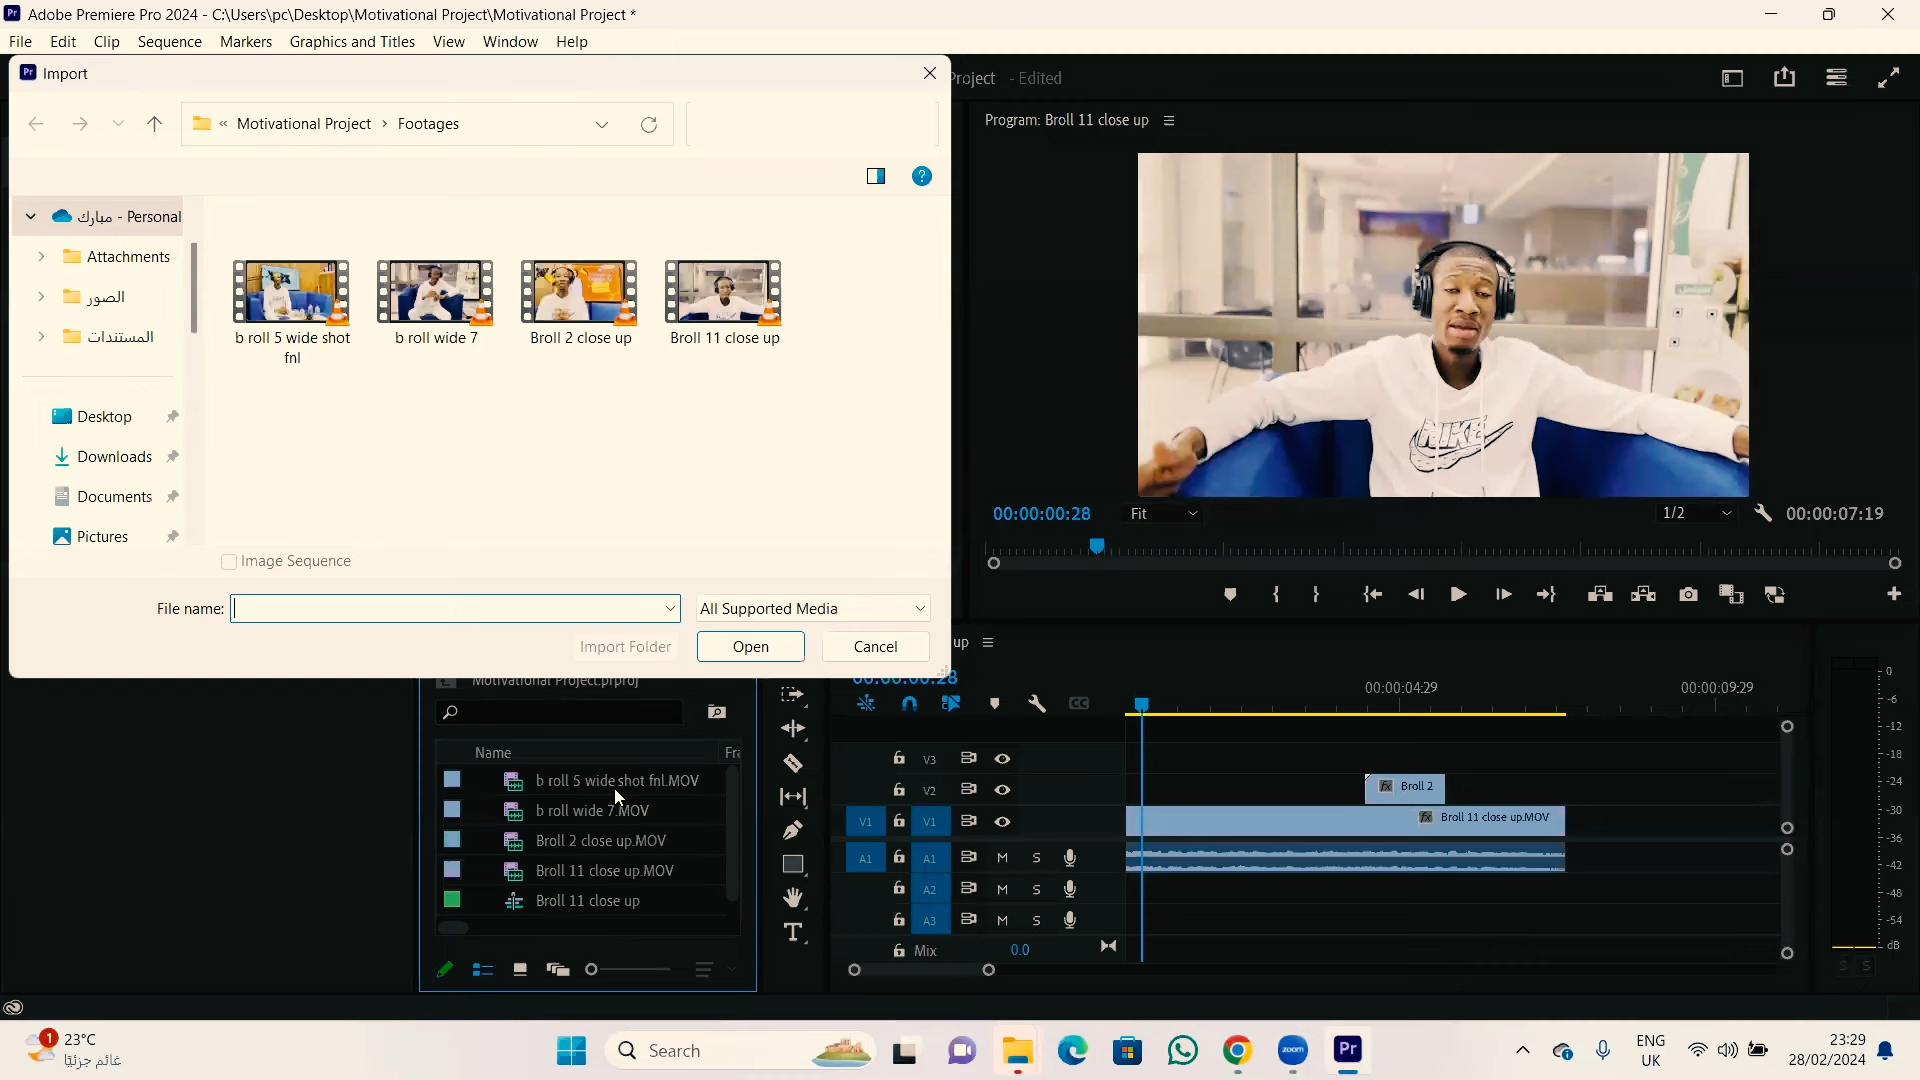 Adobe Premiere Pro 2024 - C:\Users\pc\Desktop\Motivational Project\Motivational Project *
File Edit Clip Sequence Markers Graphics and Titles View Window Help
Import
Project - Edited
« Motivational Project > Footages
Program: Broll 11 close up
مبارك - Personal
Attachments
الصور
المستندات
Desktop
Downloads
Documents
Pictures
b roll 5 wide shot fnl
b roll wide 7
Broll 2 close up
Broll 11 close up
NIKE
Image Sequence
File name:
All Supported Media
Import Folder
Open
Cancel
00:00:00:28
Fit
1/2
00:00:07:19
Motivational Project.prproj
Name
b roll 5 wide shot fnl.MOV
b roll wide 7.MOV
Broll 2 close up.MOV
Broll 11 close up.MOV
Broll 11 close up
up
00:00:00:28
00:00:04:29
00:00:09:29
V3
V2
Broll 2
V1 V1
Broll 11 close up.MOV
A1 A1 M S
A2 M S
A3 M S
Mix 0.0
0
-6
-12
-18
-24
-30
-36
-42
-48
-54
dB
S S
1
23°C
غائم جزئيًا
Search
zoom
Pr
ENG
UK
23:29
28/02/2024